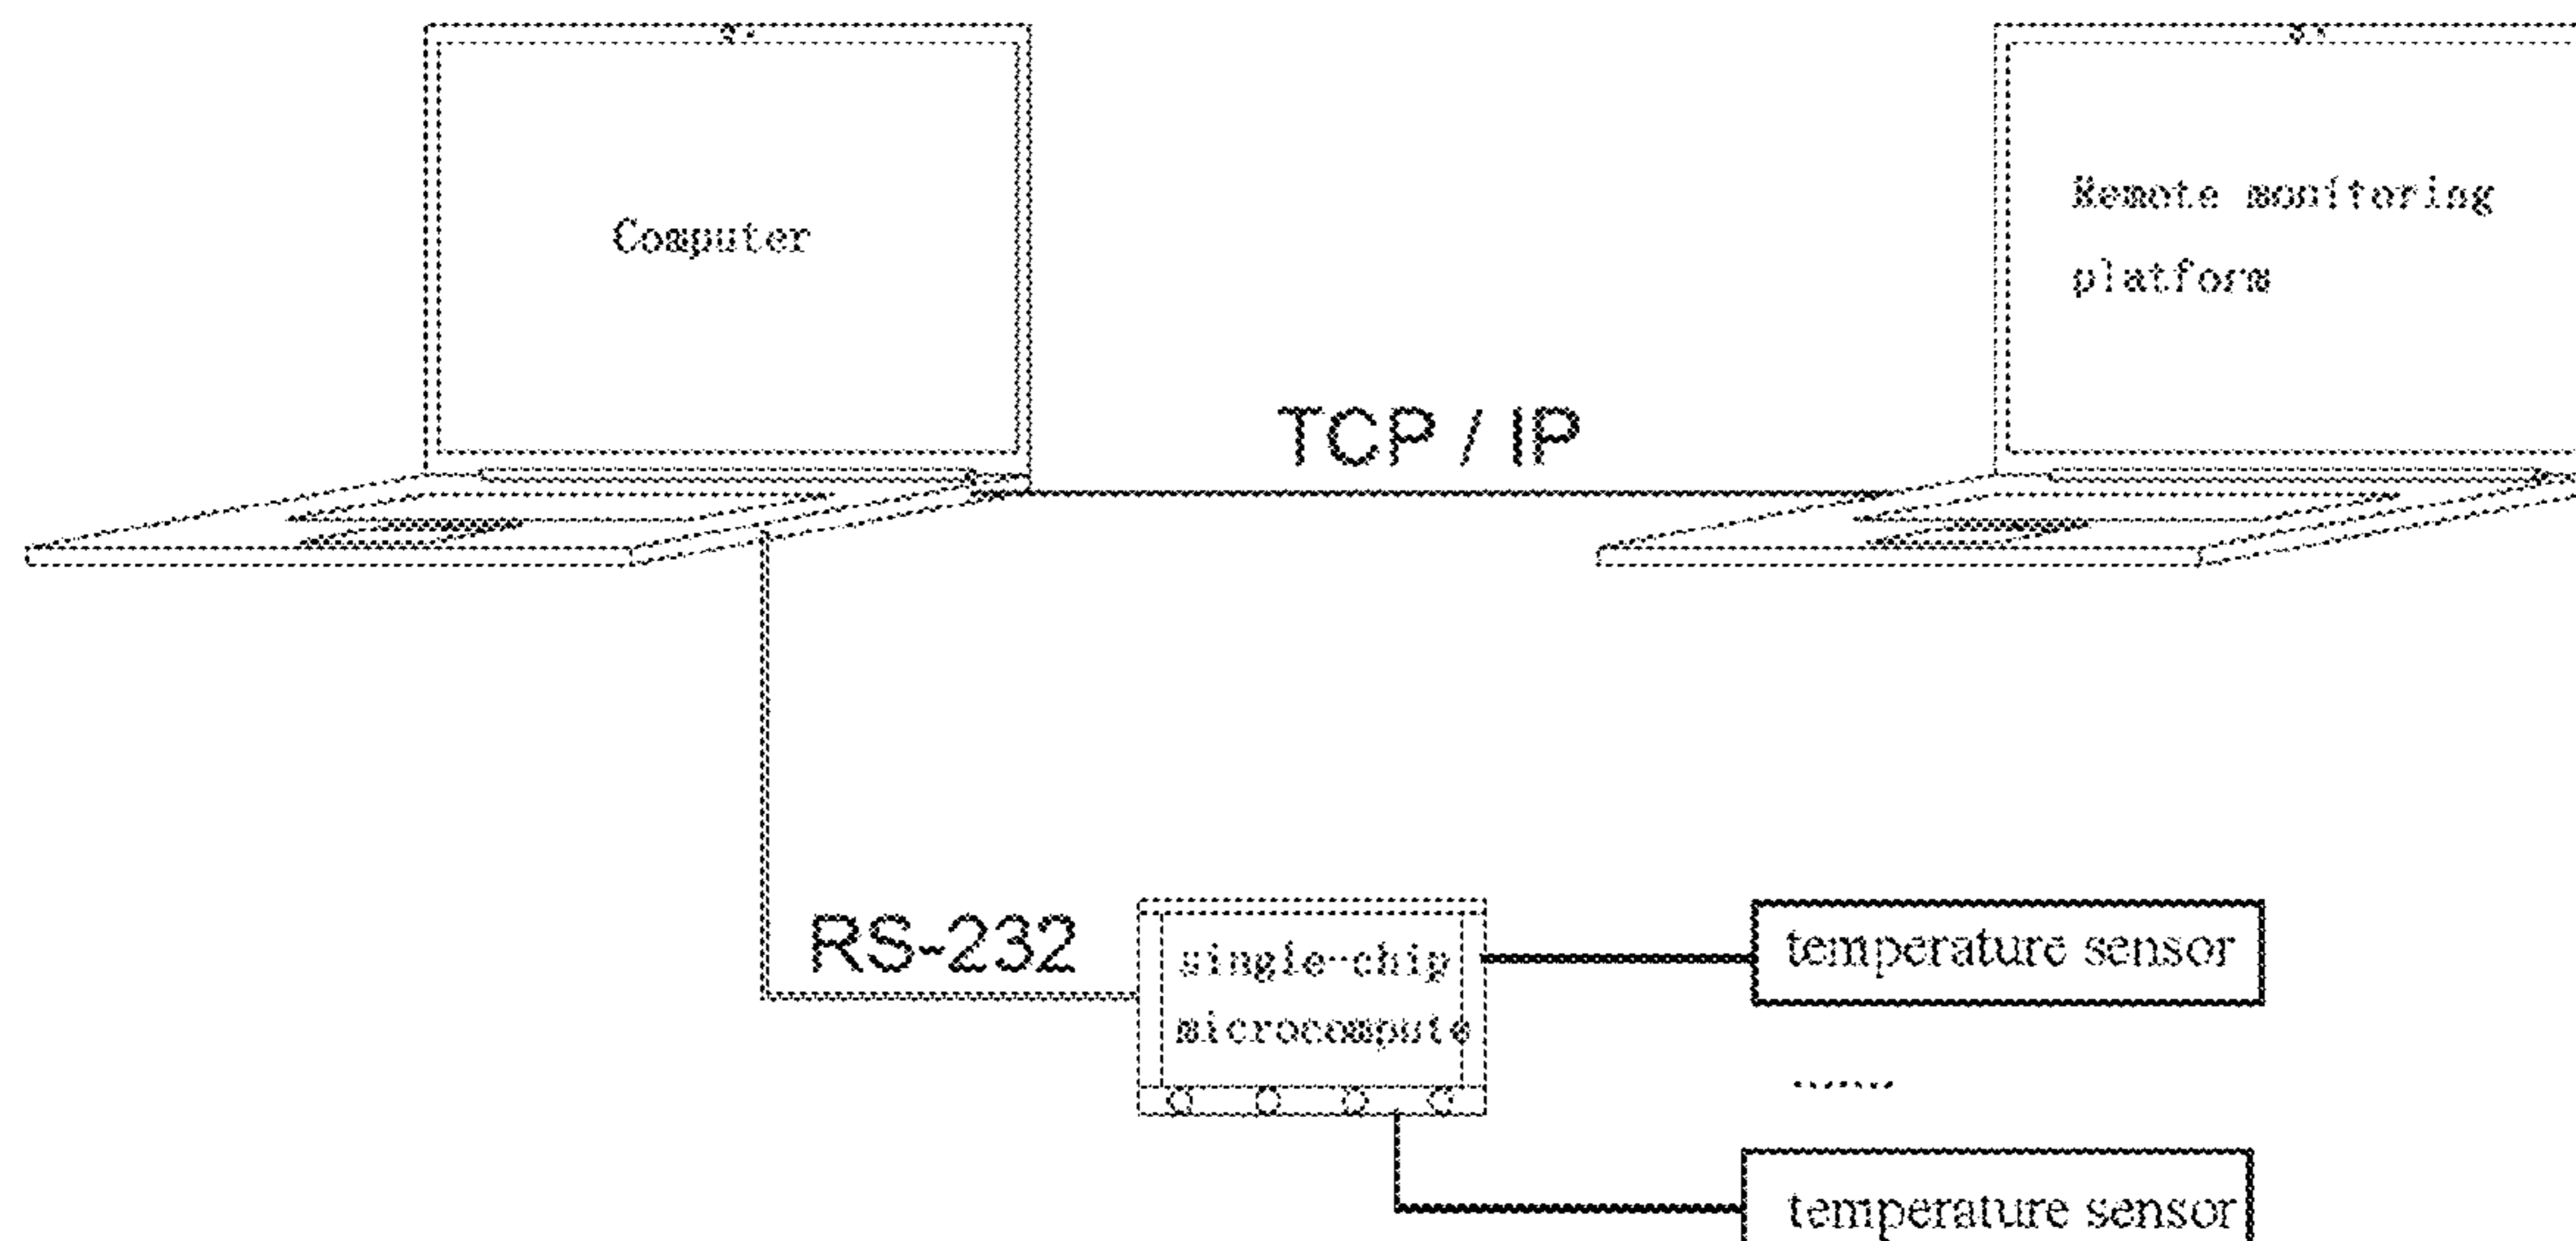 Computer
Remote monitoring
platform
TCP / IP
RS-232
single-chip
microcompute
temperature sensor
.......
temperature sensor